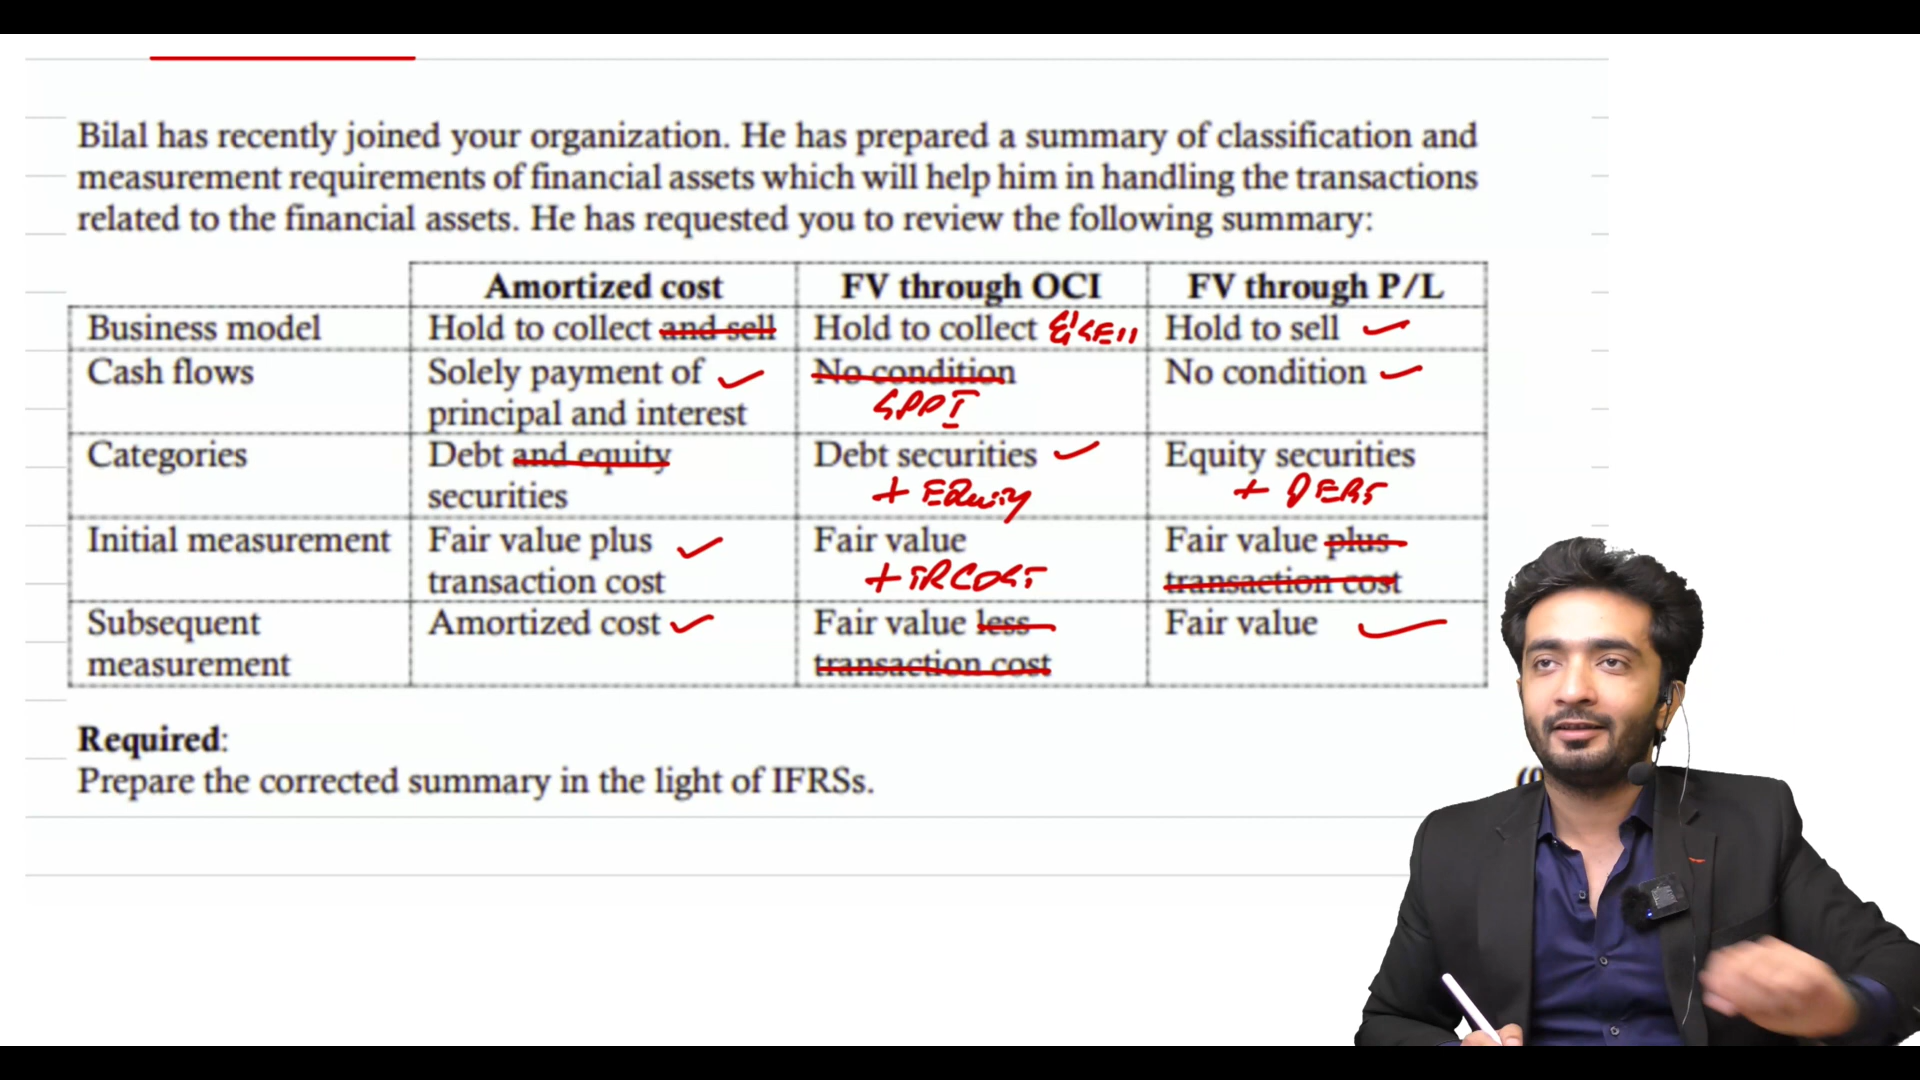 Bilal has recently joined your organization. He has prepared a summary of classification and
measurement requirements of financial assets which will help him in handling the transactions
related to the financial assets. He has requested you to review the following summary:
Amortized cost FV through OCI FV through P/L
Business model Hold to collect and sell Hold to collect & SELL Hold to sell
Cash flows Solely payment of No condition No condition
principal and interest SPPI
Categories Debt and equity Debt securities Equity securities
securities + EQuity + DEBT
Initial measurement Fair value plus Fair value Fair value plus
transaction cost + TRCOST transaction cost
Subsequent Amortized cost Fair value less Fair value
measurement transaction cost
Required:
Prepare the corrected summary in the light of IFRSs.